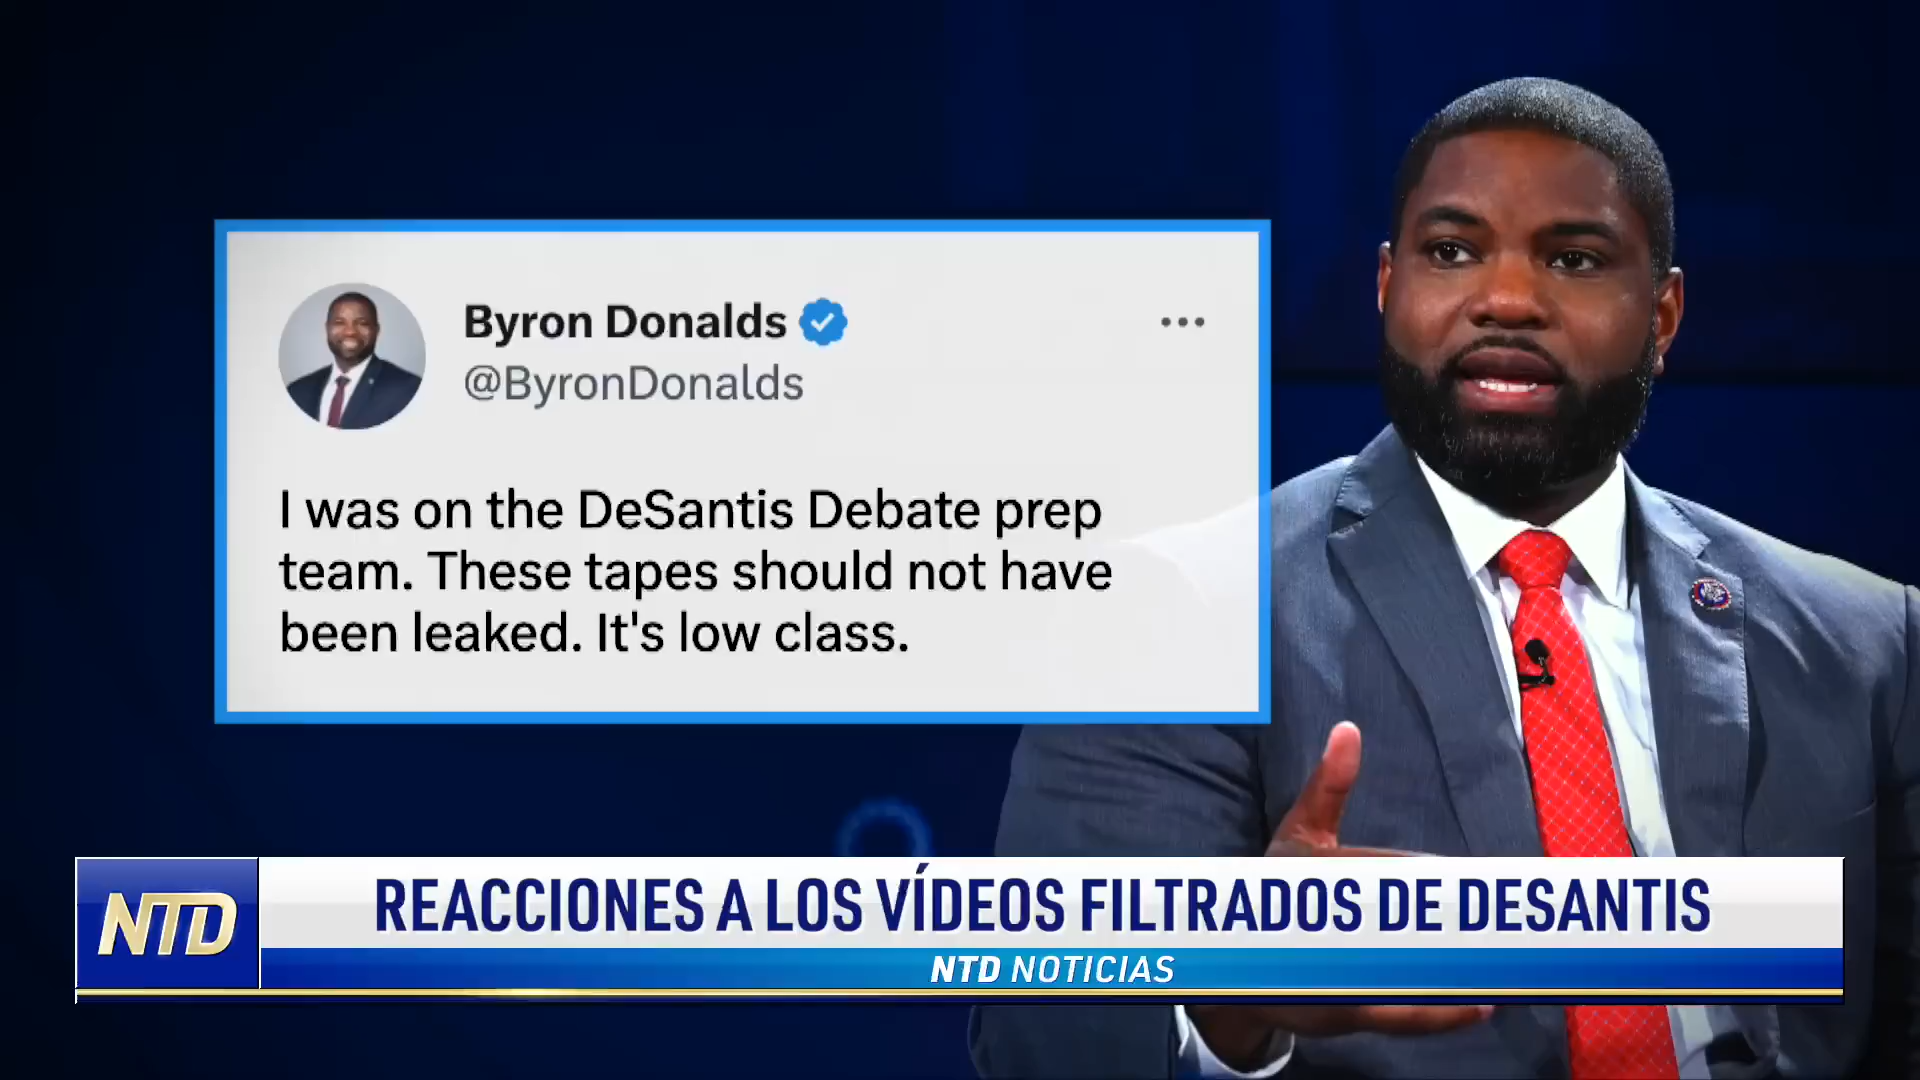 Byron Donalds
@ByronDonalds
I was on the DeSantis Debate prep
team. These tapes should not have
been leaked. It's low class.
NTD
REACCIONES A LOS VÍDEOS FILTRADOS DE DESANTIS
NTD NOTICIAS